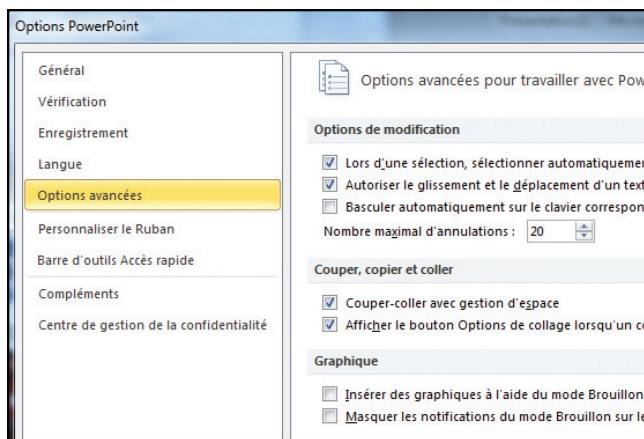 Options PowerPoint
Général
Vérification
Enregistrement
Langue
Options avancées
Personnaliser le Ruban
Barre d'outils Accès rapide
Compléments
Centre de gestion de la confidentialité
Options avancées pour travailler avec Pow
Options de modification
Lors d'une sélection, sélectionner automatiquemen
Autoriser le glissement et le déplacement d'un text
Basculer automatiquement sur le clavier correspon
Nombre maximal d'annulations : 20
Couper, copier et coller
Couper-coller avec gestion d'espace
Afficher le bouton Options de collage lorsqu'un co
Graphique
Insérer des graphiques à l'aide du mode Brouillon
Masquer les notifications du mode Brouillon sur le